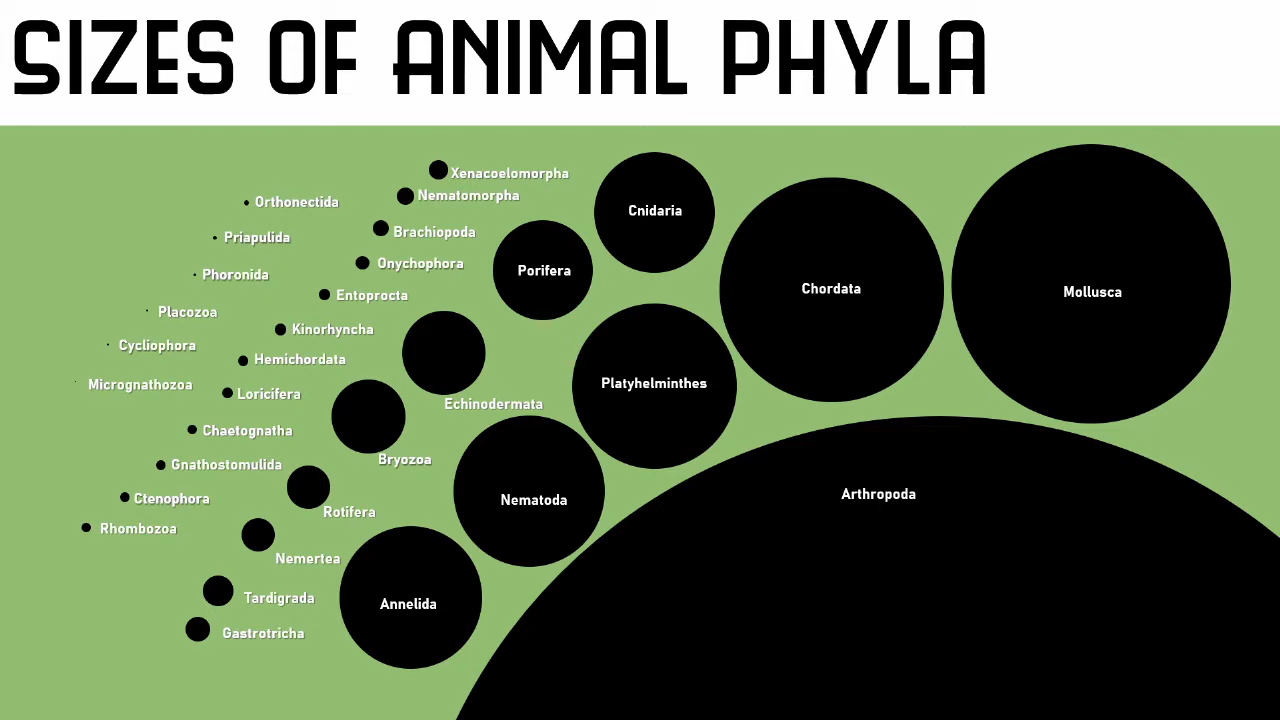 SIZES OF ANIMAL PHYLA
Xenacoelomorpha
Nematomorpha
Orthonectida
Cnidaria
Brachiopoda
Priapulida
Onychophora
Porifera
Phoronida
Chordata
Mollusca
Entoprocta
Placozoa
Kinorhyncha
Cycliophora
Hemichordata
Micrognathozoa
Platyhelminthes
Loricifera
Echinodermata
Chaetognatha
Bryozoa
Gnathostomulida
Arthropoda
Ctenophora
Nematoda
Rotifera
Rhombozoa
Nemertea
Tardigrada
Annelida
Gastrotricha